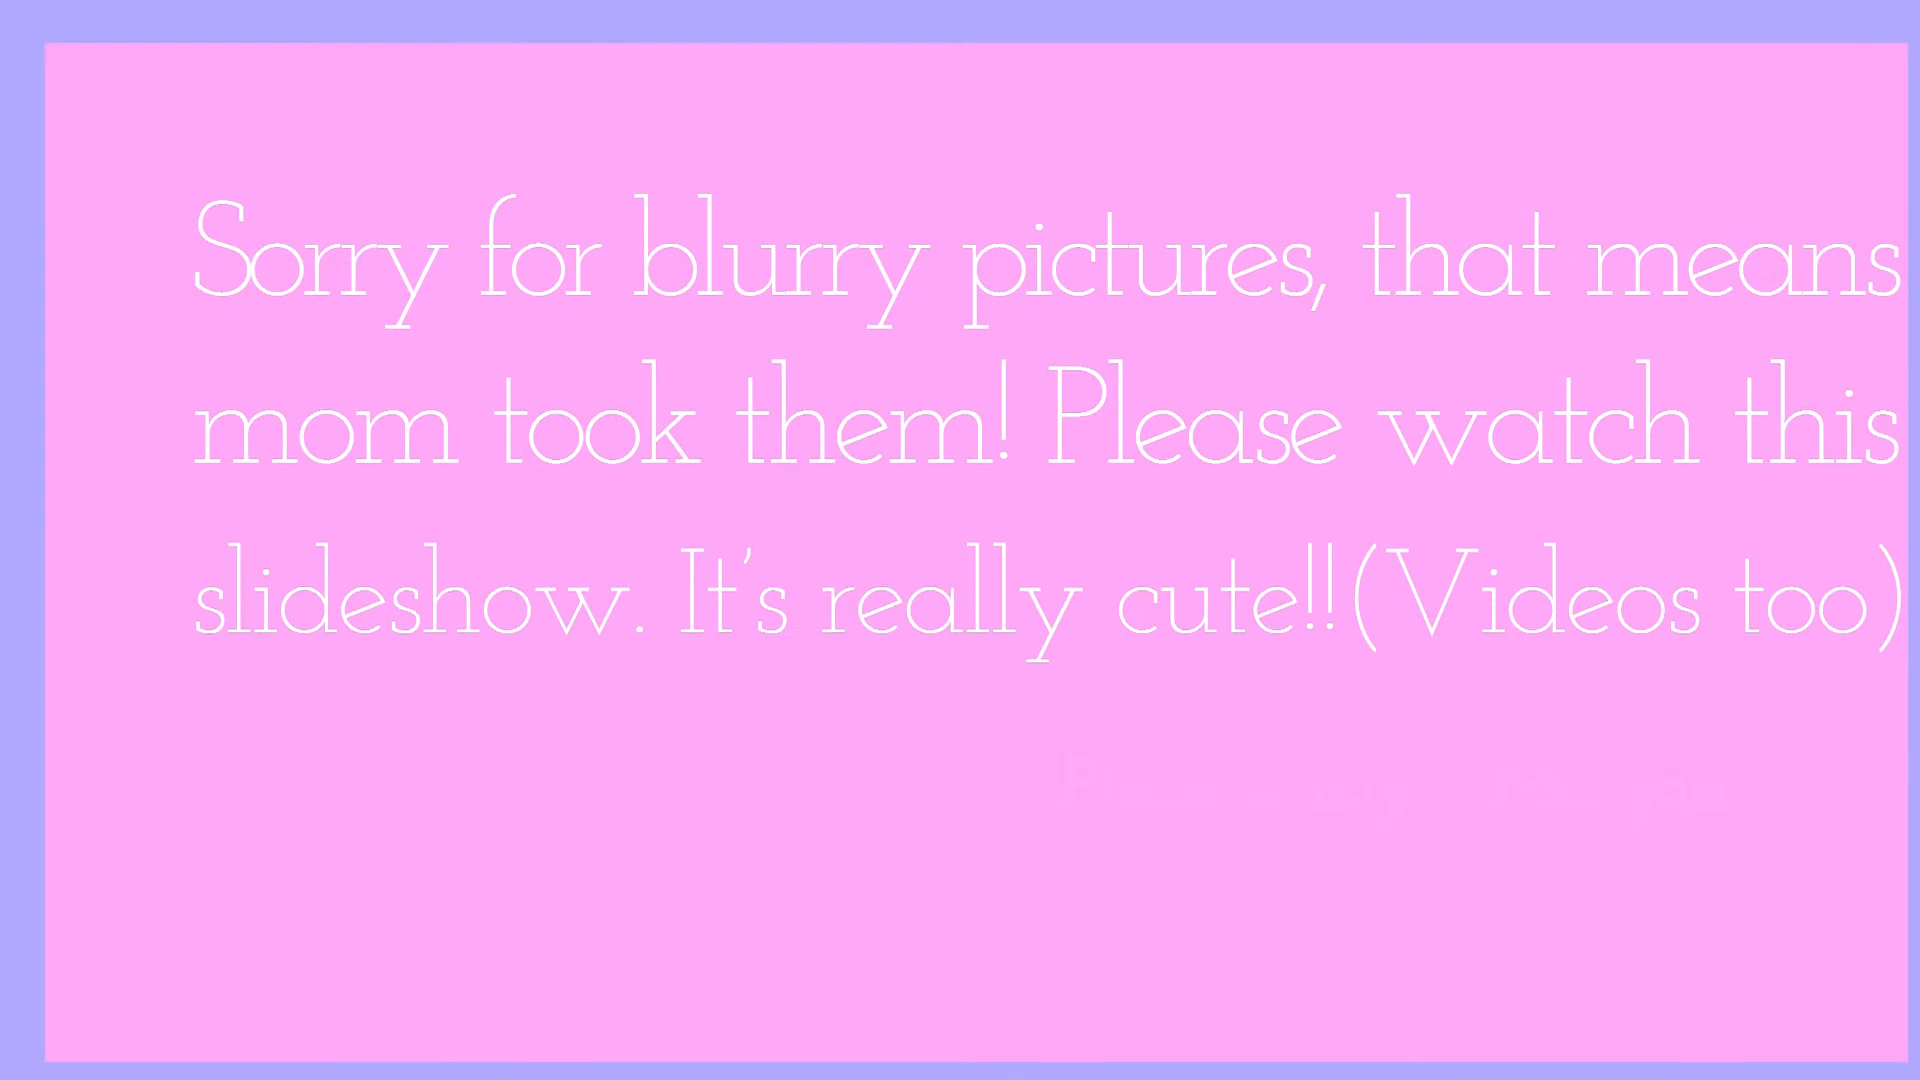 Sorry for blurry pictures, that means
mom took them! Please watch this
slideshow. It's really cute!!(Videos too)